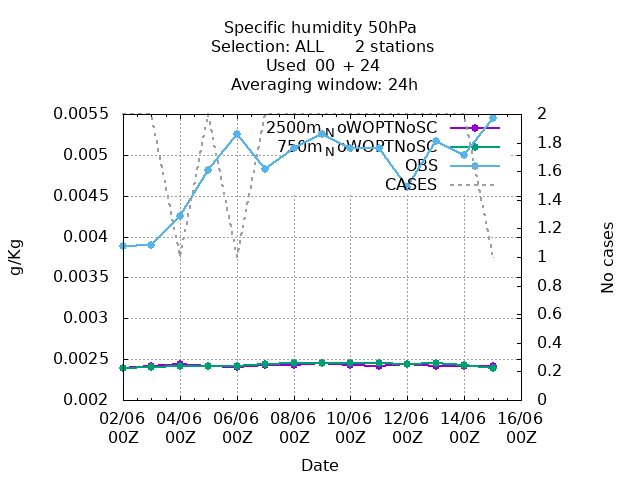 Specific humidity 50hPa
Selection: ALL 2 stations
Used 00 + 24
Averaging window: 24h
0.0055
0.005
0.0045
0.004
0.0035
0.003
0.0025
0.002
2
1.8
1.6
1.4
1.2
1
0.8
0.6
0.4
0.2
0
2500m_NoWOPTNoSC
750m_NoWOPTNoSC
OBS
CASES
g/Kg
No cases
02/06 04/06 06/06 08/06 10/06 12/06 14/06 16/06
00Z 00Z 00Z 00Z 00Z 00Z 00Z 00Z
Date